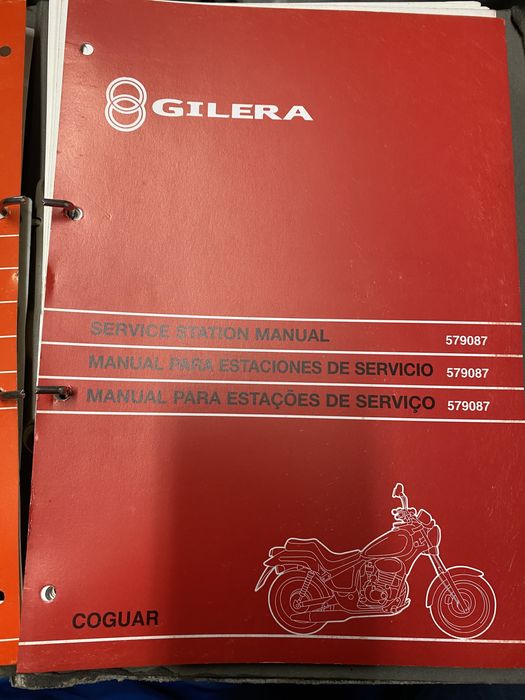 GILERA
SERVICE STATION MANUAL 579087
MANUAL PARA ESTACIONES DE SERVICIO 579087
MANUAL PARA ESTAÇÕES DE SERVIÇO 579087
COGUAR